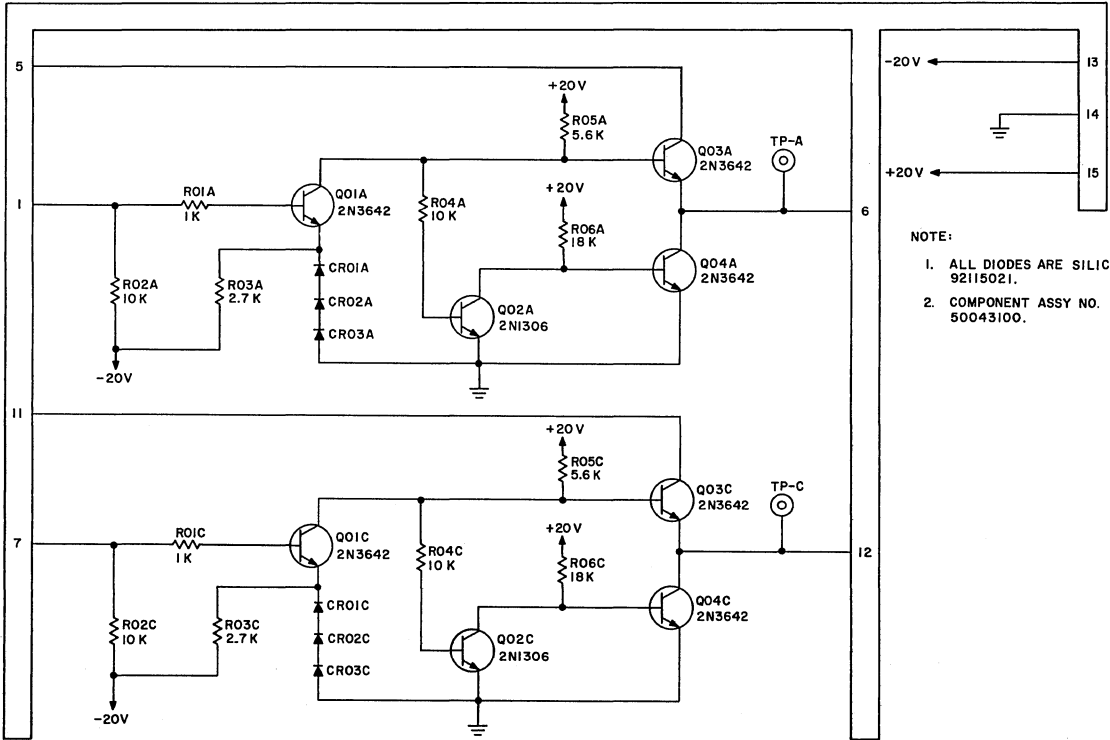 5
+20V
R05A
5.6 K
Q03A
2N3642
TP-A
1
R01A
1K
Q01A
2N3642
R04A
10 K
+20V
R06A
18 K
6
R02A
10 K
R03A
2.7 K
CR01A
CR02A
CR03A
Q04A
2N3642
Q02A
2N1306
-20V
11
+20V
R05C
5.6 K
Q03C
2N3642
TP-C
7
R01C
1K
Q01C
2N3642
R04C
10 K
+20V
R06C
18K
12
R02C
10 K
R03C
2.7K
CR01C
CR02C
CR03C
Q04C
2N3642
Q02C
2N1306
-20V
-20V
13
14
+20V
15
NOTE:
1. ALL DIODES ARE SILIC
92115021.
2. COMPONENT ASSY NO.
50043100.